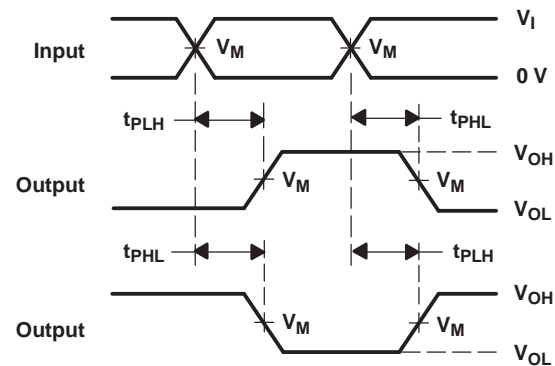 V_I
Input
V_M
V_M
0 V
t_PLH
t_PHL
V_OH
Output
V_M
V_M
V_OL
t_PHL
t_PLH
V_OH
Output
V_M
V_M
V_OL